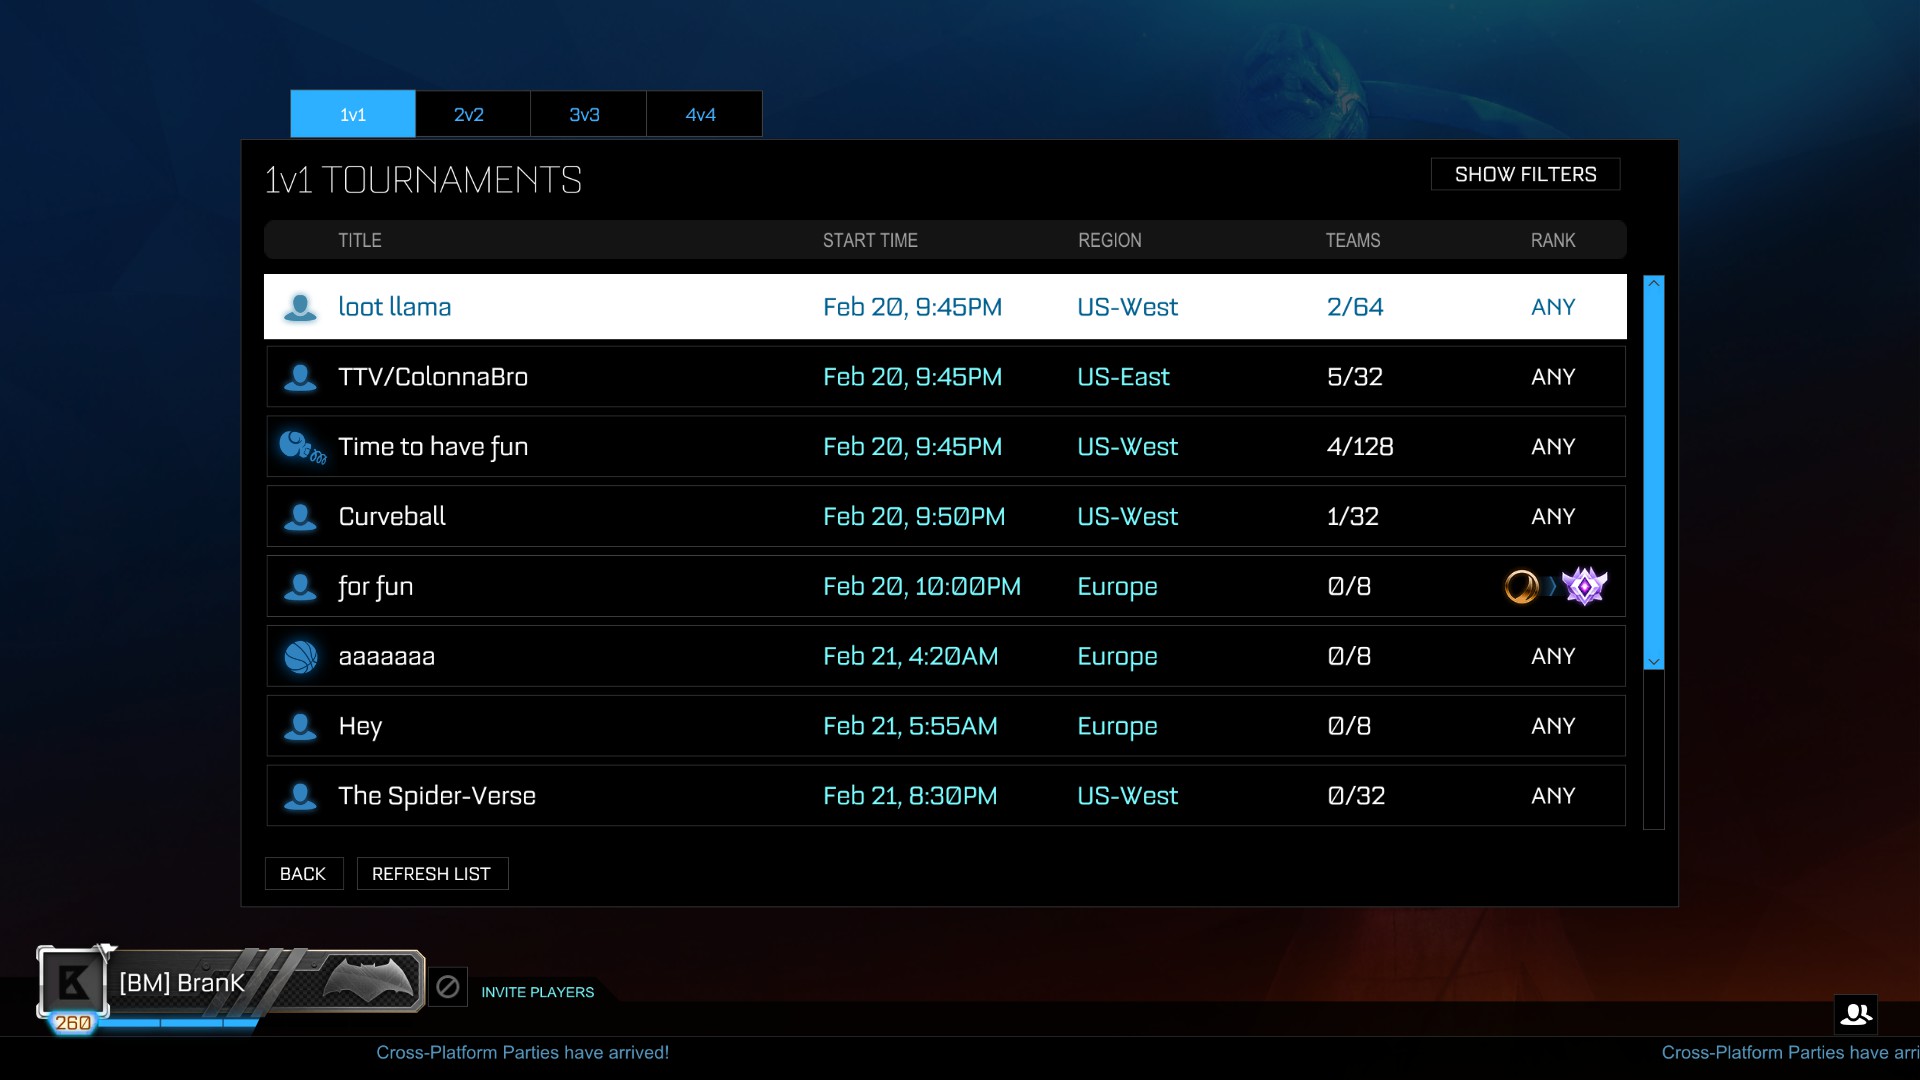 1v1 2v2 3v3 4v4
1v1 TOURNAMENTS
SHOW FILTERS
TITLE START TIME REGION TEAMS RANK
loot llama Feb 20, 9:45PM US-West 2/64 ANY
TTV/ColonnaBro Feb 20, 9:45PM US-East 5/32 ANY
Time to have fun Feb 20, 9:45PM US-West 4/128 ANY
Curveball Feb 20, 9:50PM US-West 1/32 ANY
for fun Feb 20, 10:00PM Europe 0/8
aaaaaaa Feb 21, 4:20AM Europe 0/8 ANY
Hey Feb 21, 5:55AM Europe 0/8 ANY
The Spider-Verse Feb 21, 8:30PM US-West 0/32 ANY
BACK REFRESH LIST
[BM] BranK
INVITE PLAYERS
260
Cross-Platform Parties have arrived! Cross-Platform Parties have arri